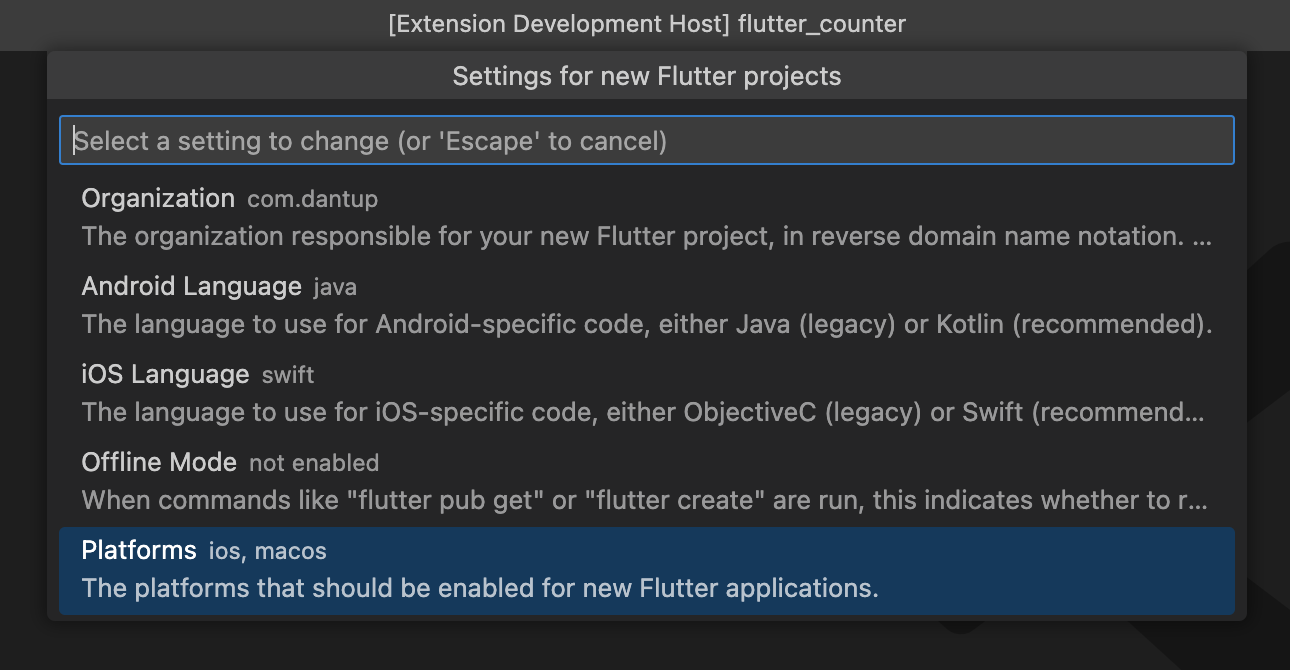 [Extension Development Host] flutter_counter
Settings for new Flutter projects
Select a setting to change (or 'Escape' to cancel)
Organization com.dantup
The organization responsible for your new Flutter project, in reverse domain name notation. ...
Android Language java
The language to use for Android-specific code, either Java (legacy) or Kotlin (recommended).
iOS Language swift
The language to use for iOS-specific code, either ObjectiveC (legacy) or Swift (recommend...
Offline Mode not enabled
When commands like "flutter pub get" or "flutter create" are run, this indicates whether to r...
Platforms ios, macos
The platforms that should be enabled for new Flutter applications.